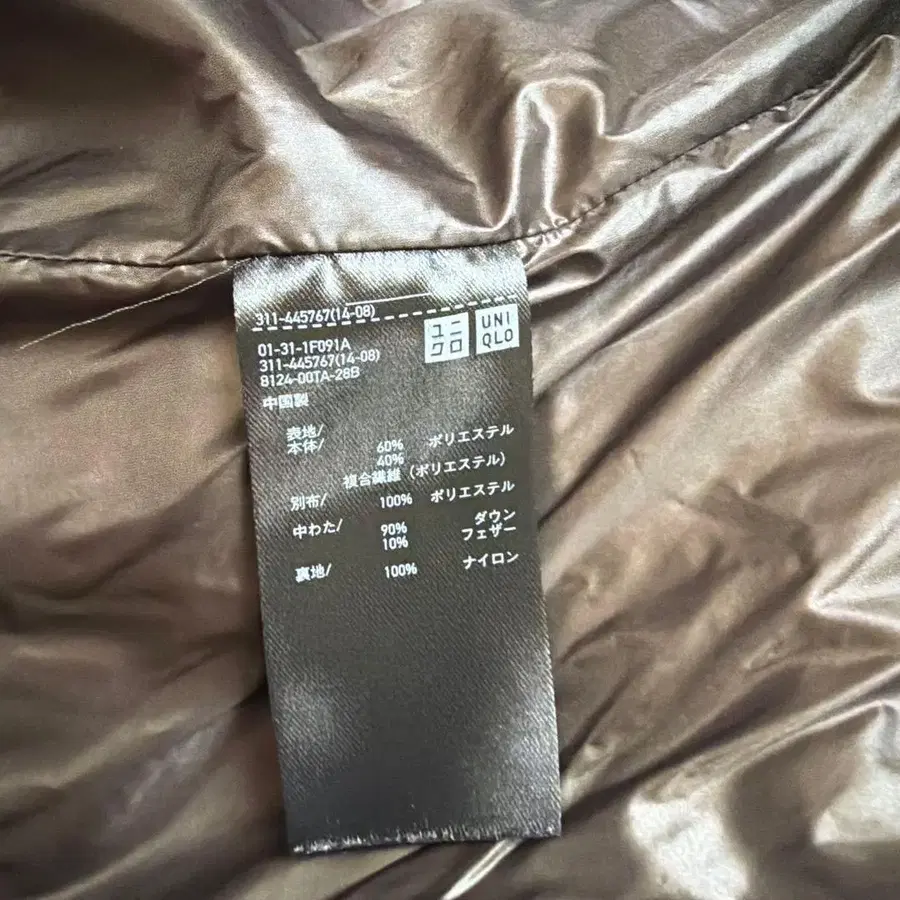 311-445767(14-08)
ユニクロ
UNIQLO
01-31-1F091A
311-445767(14-08)
8124-00TA-28B
中国製
表地/
本体/ 60% ポリエステル
40%
複合繊維(ポリエステル)
別布/ 100% ポリエステル
中わた/ 90% ダウン
10% フェザー
裏地/ 100% ナイロン